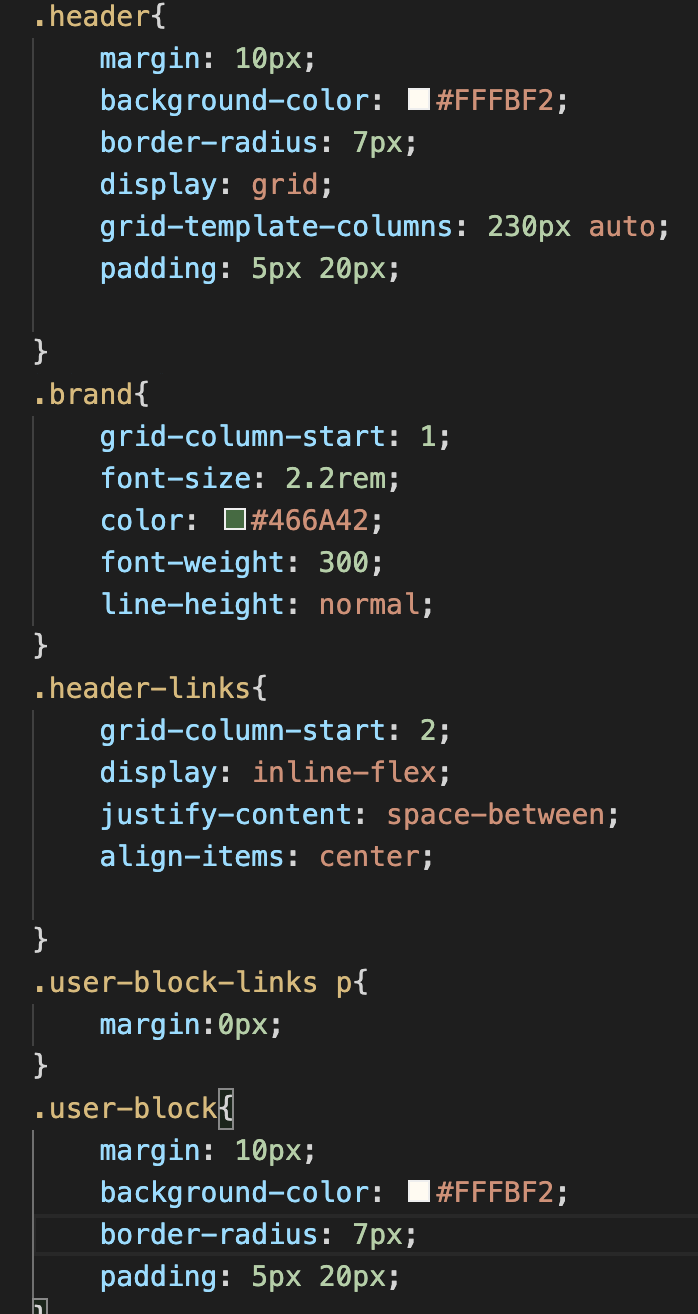 .header{
    margin: 10px;
    background-color: #FFFBF2;
    border-radius: 7px;
    display: grid;
    grid-template-columns: 230px auto;
    padding: 5px 20px;

}
.brand{
    grid-column-start: 1;
    font-size: 2.2rem;
    color: #466A42;
    font-weight: 300;
    line-height: normal;
}
.header-links{
    grid-column-start: 2;
    display: inline-flex;
    justify-content: space-between;
    align-items: center;

}
.user-block-links p{
    margin:0px;
}
.user-block{
    margin: 10px;
    background-color: #FFFBF2;
    border-radius: 7px;
    padding: 5px 20px;
}